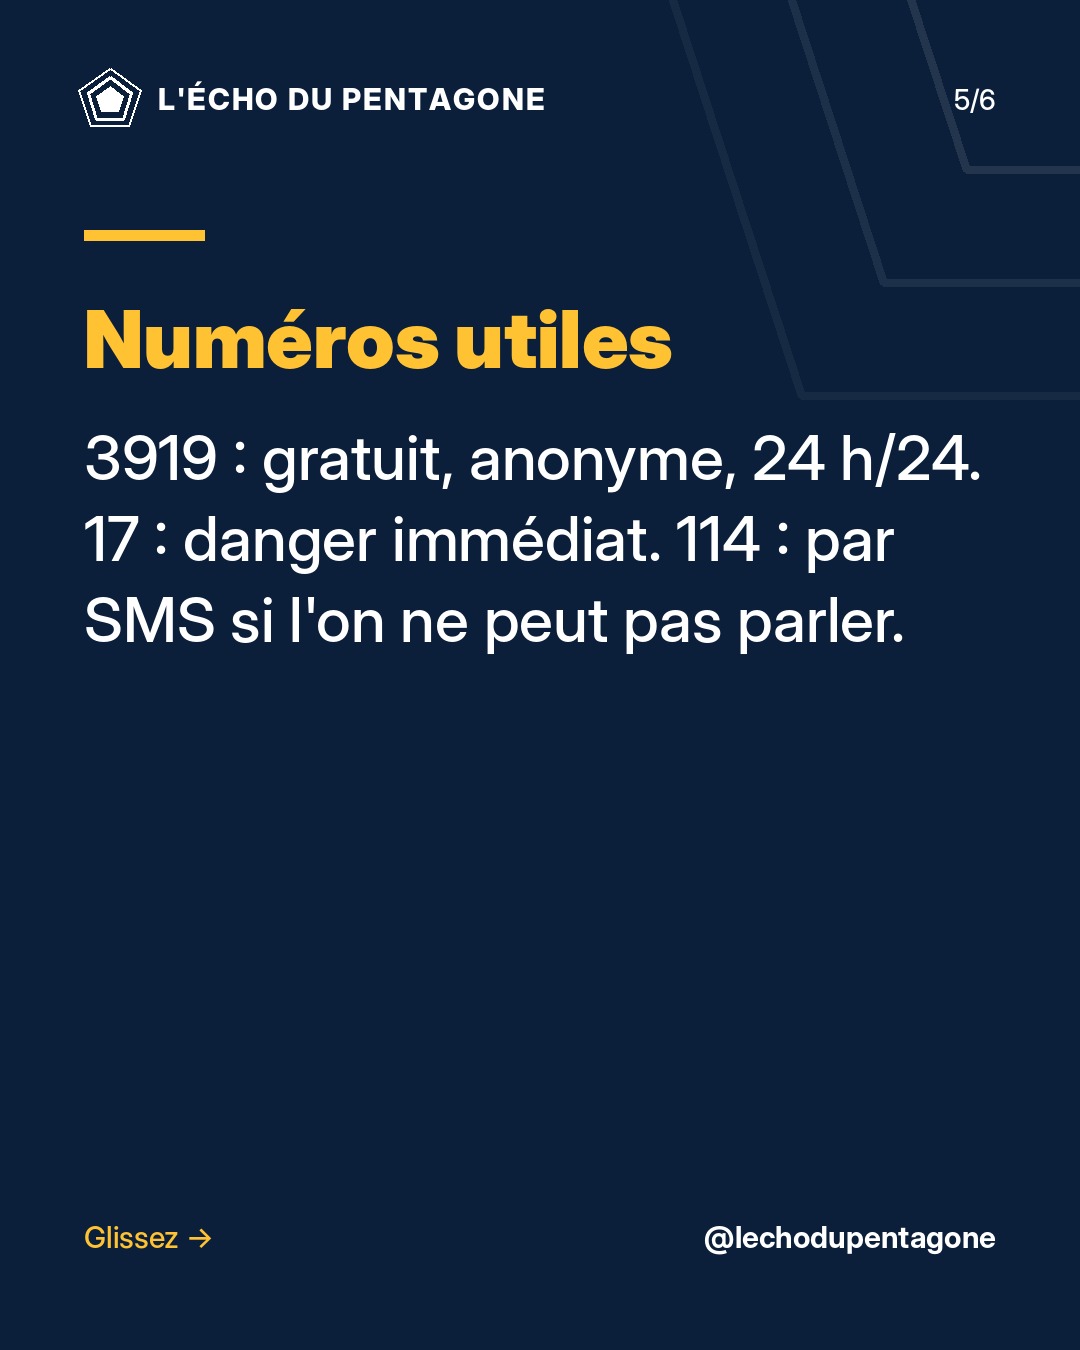 L'ÉCHO DU PENTAGONE
5/6
Numéros utiles
3919 : gratuit, anonyme, 24 h/24.
17 : danger immédiat. 114 : par
SMS si l'on ne peut pas parler.
Glissez →
@lechodupentagone